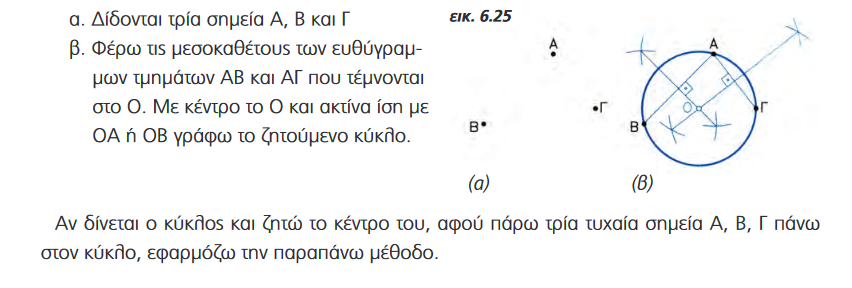 α. Δίδονται τρία σημεία Α, Β και Γ
β. Φέρω τις μεσοκαθέτους των ευθύγραμ-
μων τμημάτων ΑΒ και ΑΓ που τέμνονται
στο Ο. Με κέντρο το Ο και ακτίνα ίση με
ΟΑ ή ΟΒ γράφω το ζητούμενο κύκλο.
εικ. 6.25
Α
Β
Γ
(α)
Α
Ο
Γ
Β
(β)
Αν δίνεται ο κύκλος και ζητώ το κέντρο του, αφού πάρω τρία τυχαία σημεία Α, Β, Γ πάνω
στον κύκλο, εφαρμόζω την παραπάνω μέθοδο.